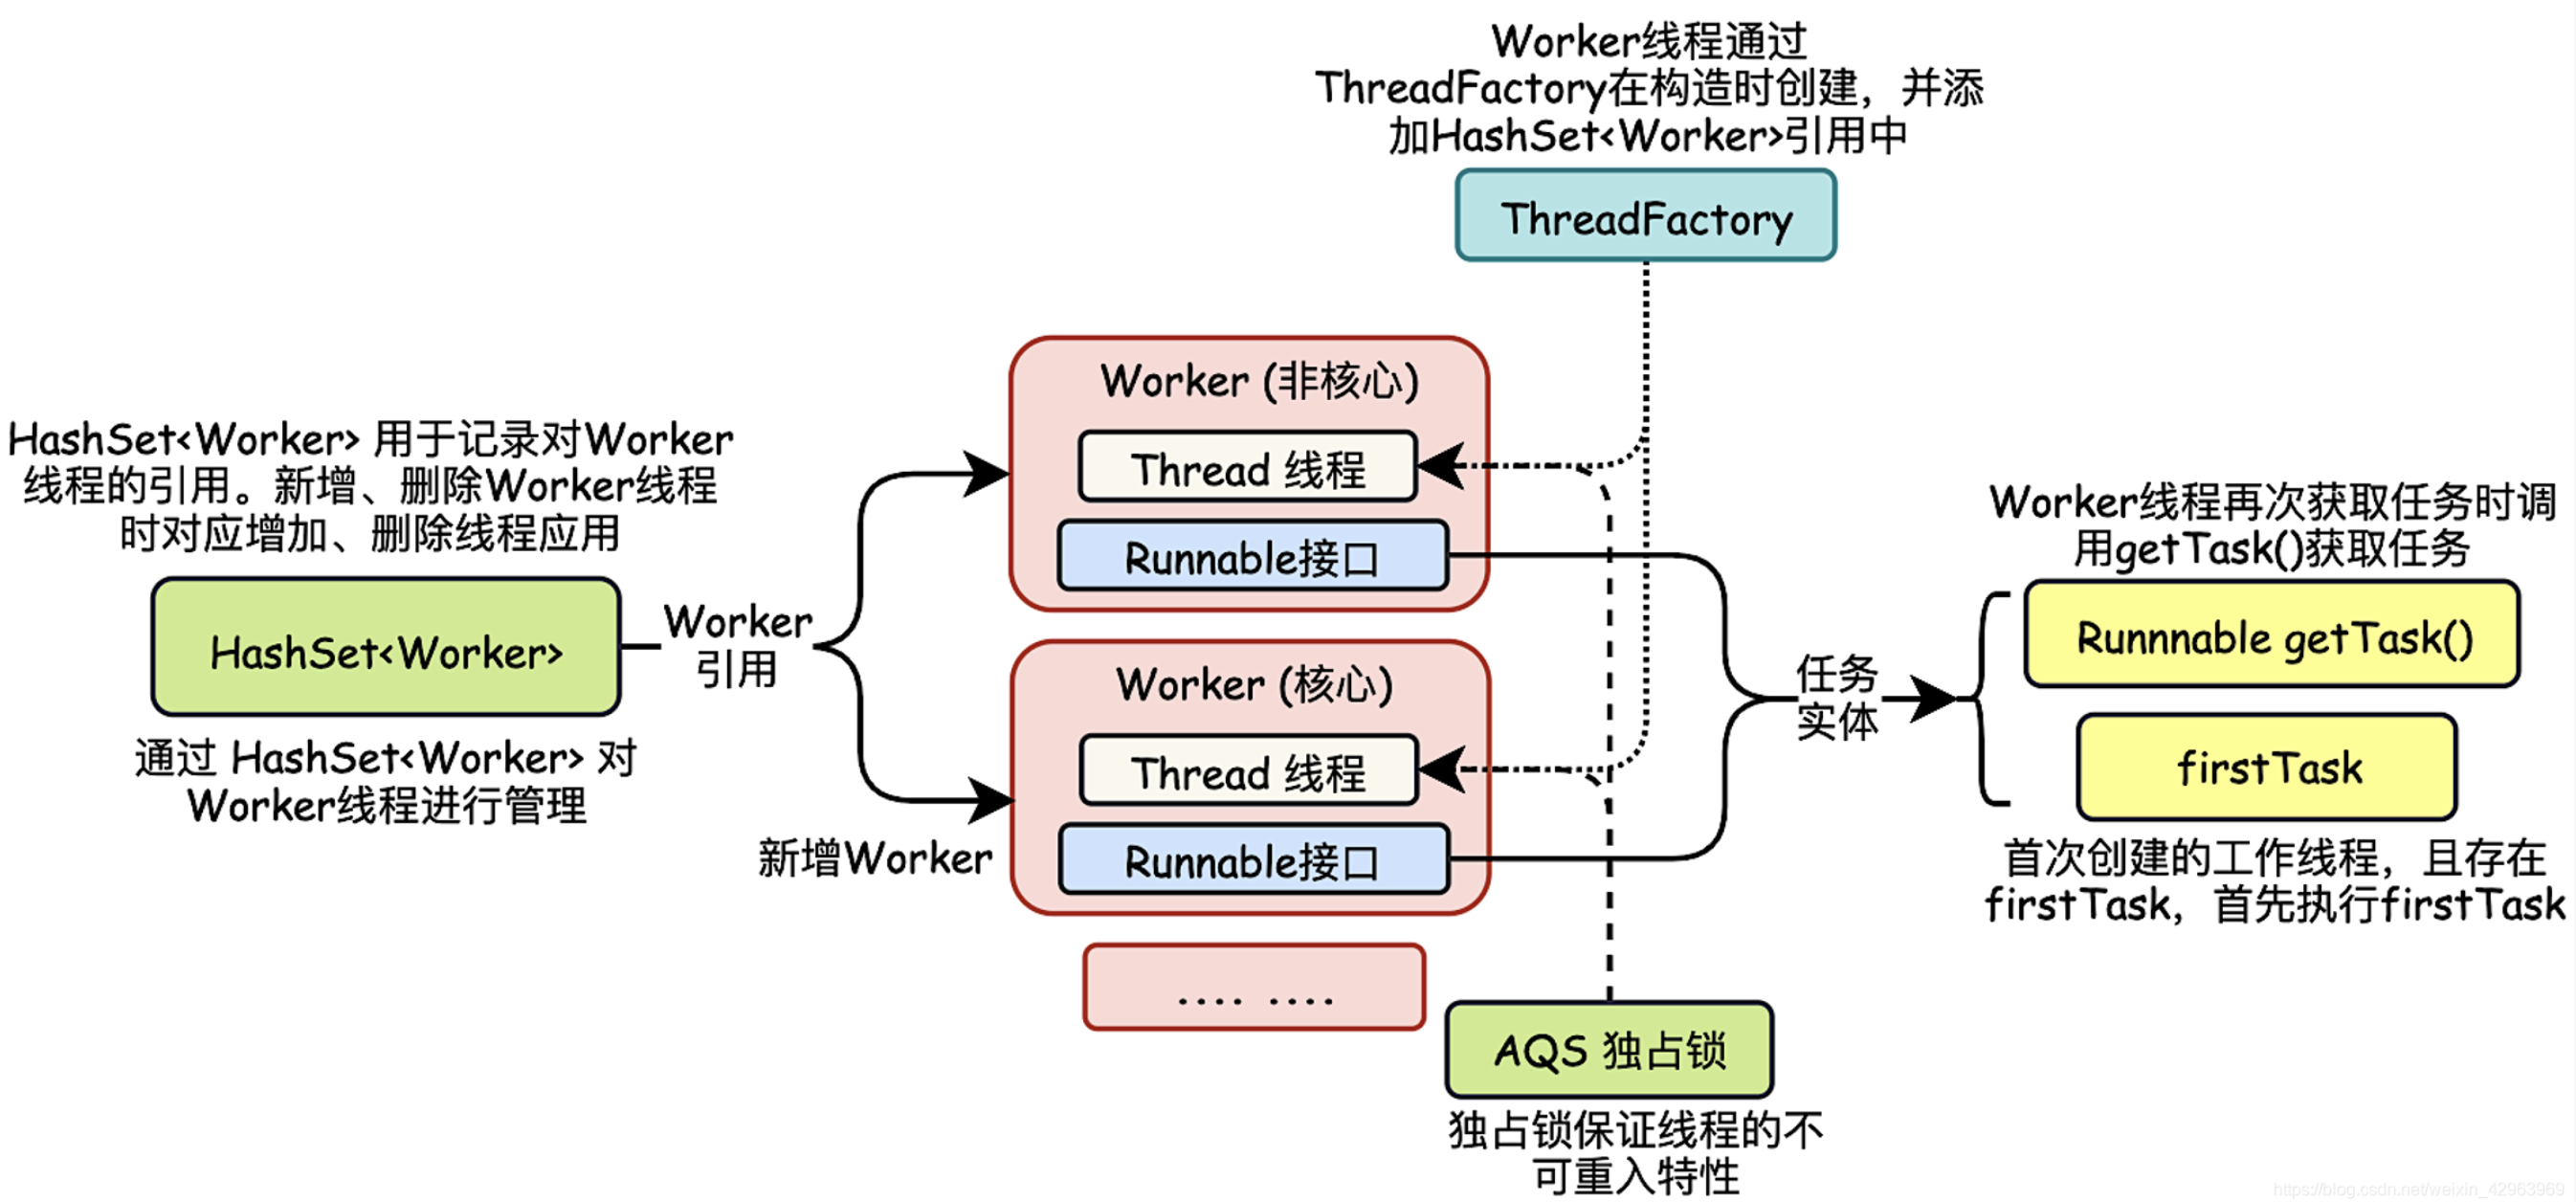 Worker线程通过
ThreadFactory在构造时创建，并添
加HashSet<Worker>引用中
ThreadFactory
HashSet<Worker> 用于记录对Worker
线程的引用。新增、删除Worker线程
时对应增加、删除线程应用
HashSet<Worker>
通过 HashSet<Worker> 对
Worker线程进行管理
Worker
引用
新增Worker
Worker (非核心)
Thread 线程
Runnable接口
Worker (核心)
Thread 线程
Runnable接口
.... ....
AQS 独占锁
独占锁保证线程的不
可重入特性
任务
实体
Worker线程再次获取任务时调
用getTask()获取任务
Runnnable getTask()
firstTask
首次创建的工作线程，且存在
firstTask，首先执行firstTask
https://blog.csdn.net/weixin_42963969